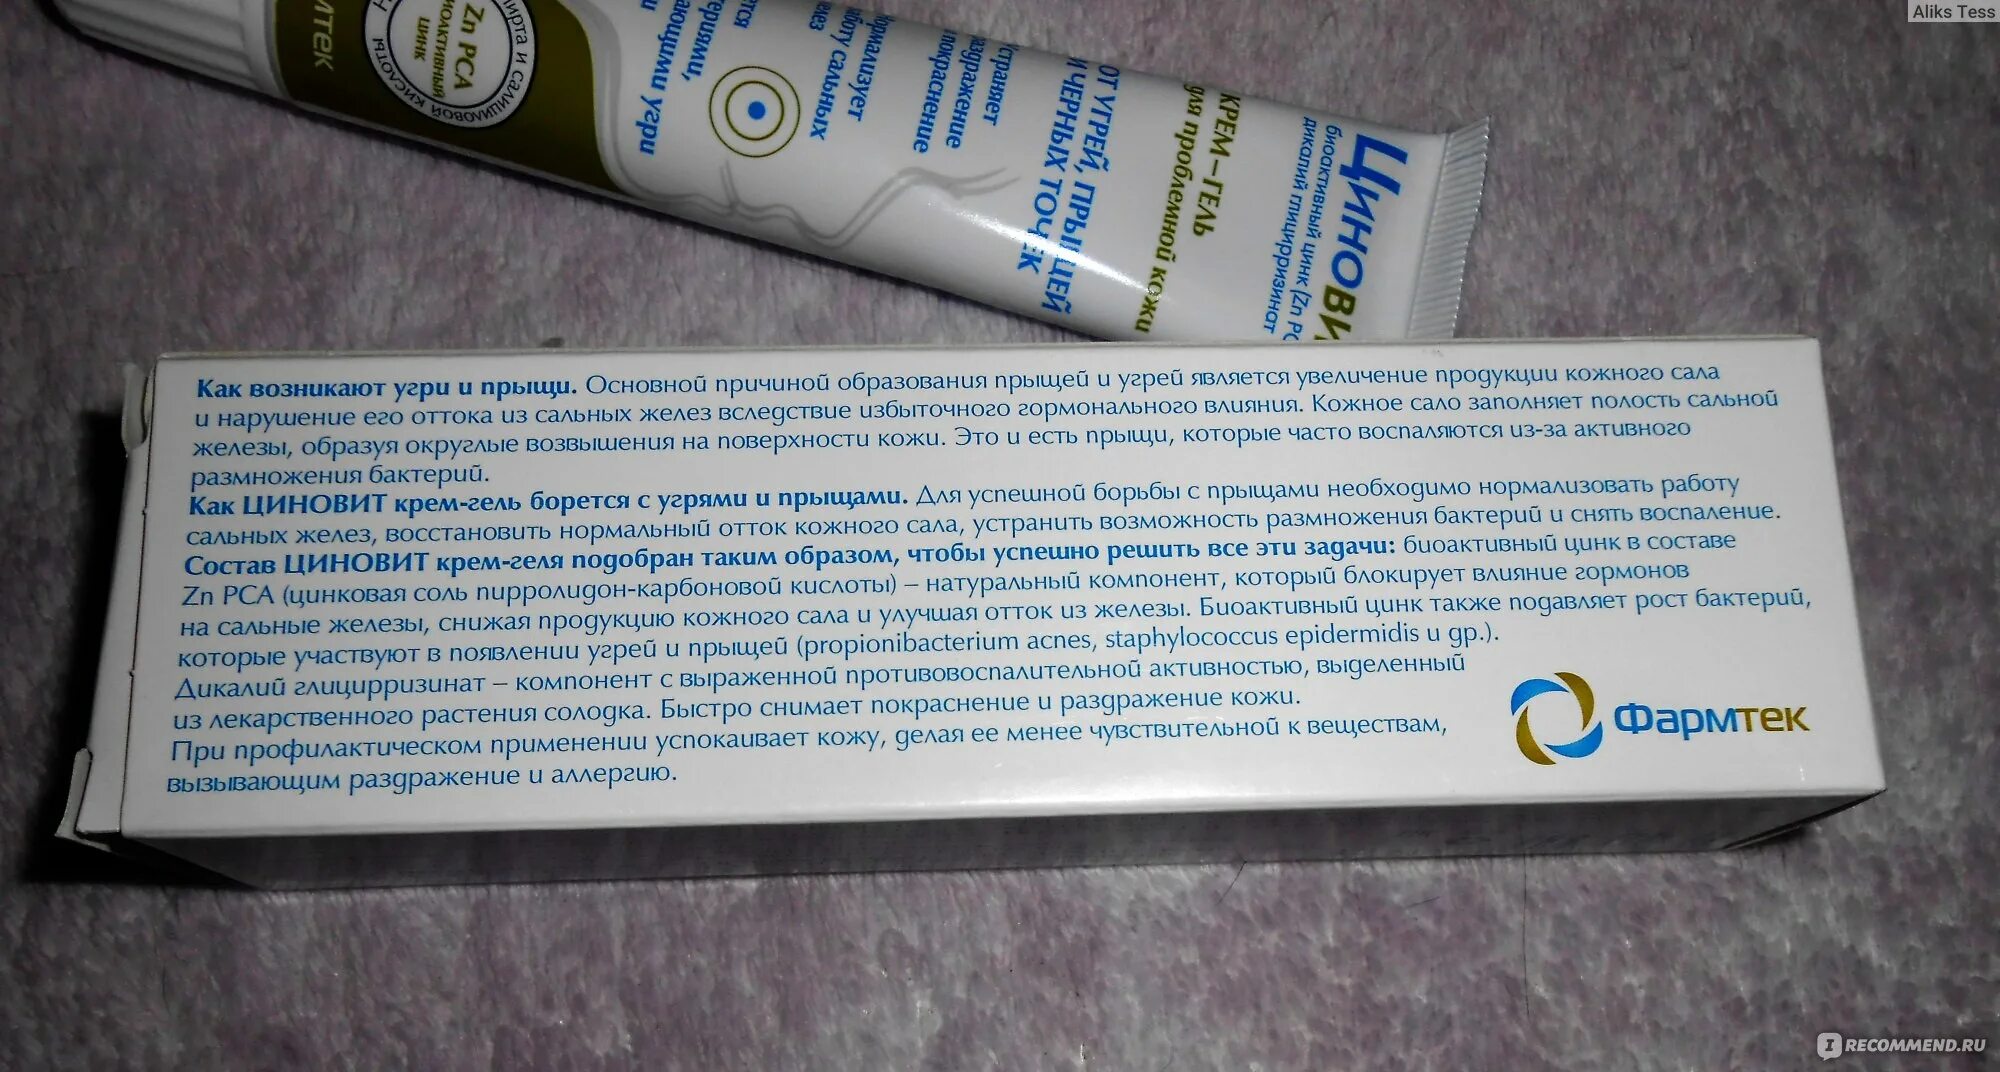 Aliks Tess
Zn PCA
БИОАКТИВНЫЙ
ЦИНК
и салициловой кислоты
угри
сальных
желез
раздражение
и покраснение
ОТ УГРЕЙ, ПРЫЩЕЙ
И ЧЕРНЫХ ТОЧЕК
КРЕМ–ГЕЛЬ
для проблемной кожи
биоактивный цинк (Zn PC
дикалий глицирризинат
Как возникают угри и прыщи. Основной причиной образования прыщей и угрей является увеличение продукции кожного сала
и нарушение его оттока из сальных желез вследствие избыточного гормонального влияния. Кожное сало заполняет полость сальной
железы, образуя округлые возвышения на поверхности кожи. Это и есть прыщи, которые часто воспаляются из-за активного
размножения бактерий.
Как ЦИНОВИТ крем-гель борется с угрями и прыщами. Для успешной борьбы с прыщами необходимо нормализовать работу
сальных желез, восстановить нормальный отток кожного сала, устранить возможность размножения бактерий и снять воспаление.
Состав ЦИНОВИТ крем-геля подобран таким образом, чтобы успешно решить все эти задачи: биоактивный цинк в составе
Zn PCA (цинковая соль пирролидон-карбоновой кислоты) – натуральный компонент, который блокирует влияние гормонов
на сальные железы, снижая продукцию кожного сала и улучшая отток из железы. Биоактивный цинк также подавляет рост бактерий,
которые участвуют в появлении угрей и прыщей (propionibacterium acnes, staphylococcus epidermidis и др.).
Дикалий глицирризинат – компонент с выраженной противовоспалительной активностью, выделенный
из лекарственного растения солодка. Быстро снимает покраснение и раздражение кожи.
При профилактическом применении успокаивает кожу, делая ее менее чувствительной к веществам,
вызывающим раздражение и аллергию.
Фармтек
RECOMMEND.RU